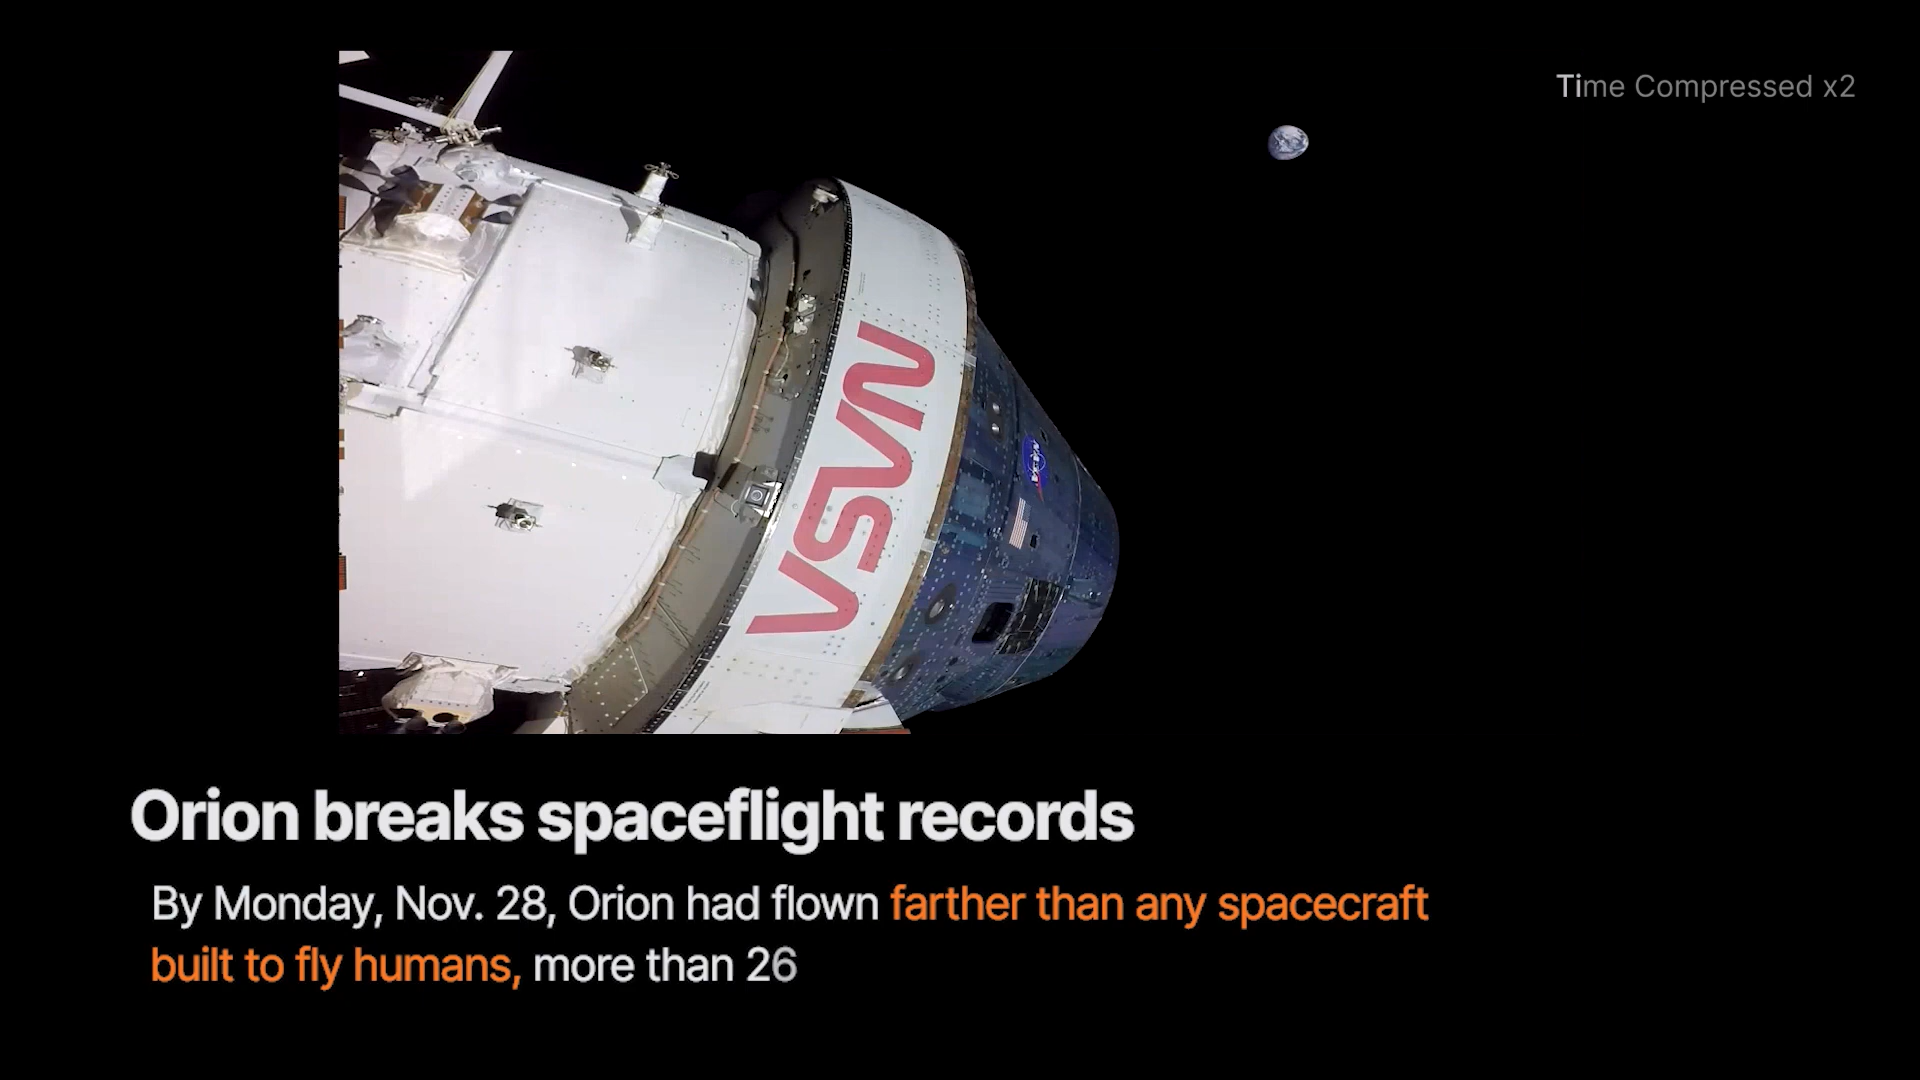 Time Compressed x2
NASA
NASA
Orion breaks spaceflight records
By Monday, Nov. 28, Orion had flown farther than any spacecraft
built to fly humans, more than 26